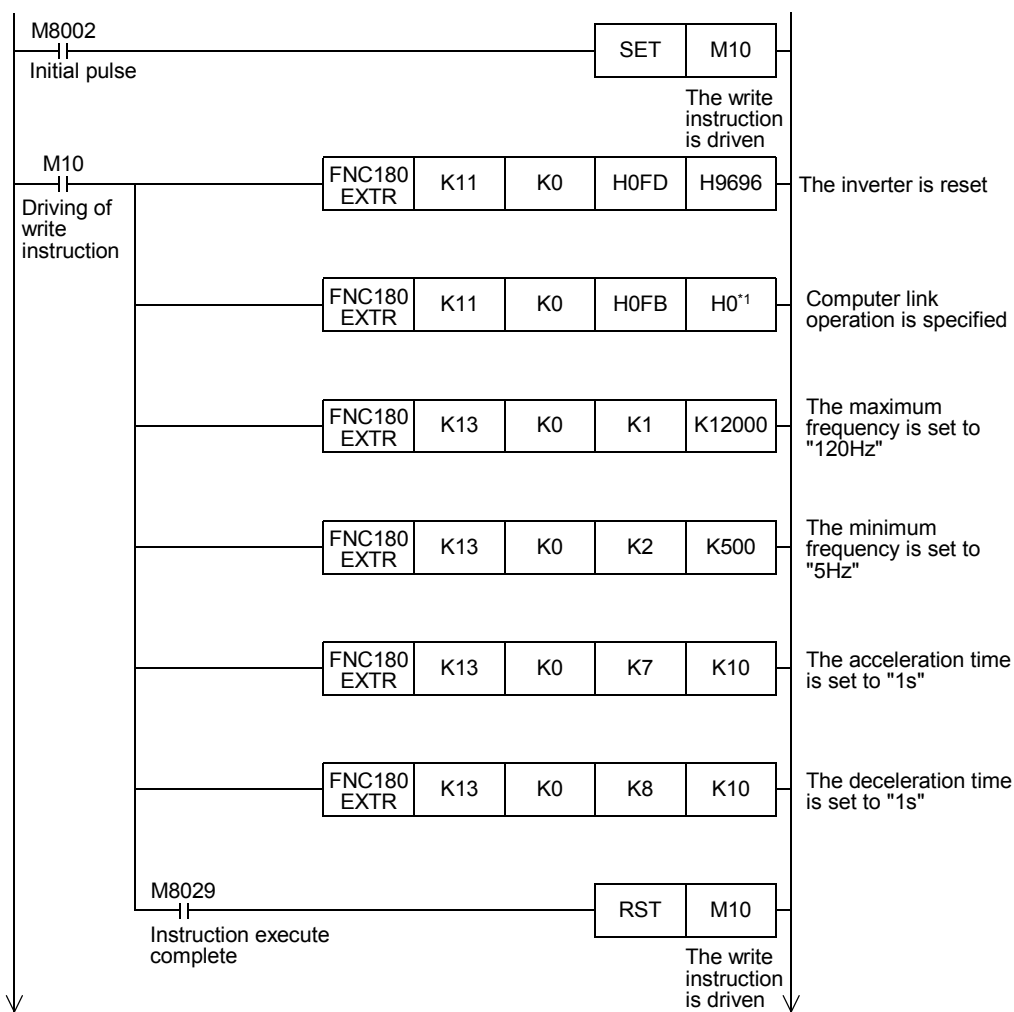 M8002
Initial pulse
SET M10
The write
instruction
is driven
M10
Driving of
write
instruction
FNC180
EXTR K11 K0 H0FD H9696
The inverter is reset
FNC180
EXTR K11 K0 H0FB H0*1
Computer link
operation is specified
FNC180
EXTR K13 K0 K1 K12000
The maximum
frequency is set to
"120Hz"
FNC180
EXTR K13 K0 K2 K500
The minimum
frequency is set to
"5Hz"
FNC180
EXTR K13 K0 K7 K10
The acceleration time
is set to "1s"
FNC180
EXTR K13 K0 K8 K10
The deceleration time
is set to "1s"
M8029
Instruction execute
complete
RST M10
The write
instruction
is driven